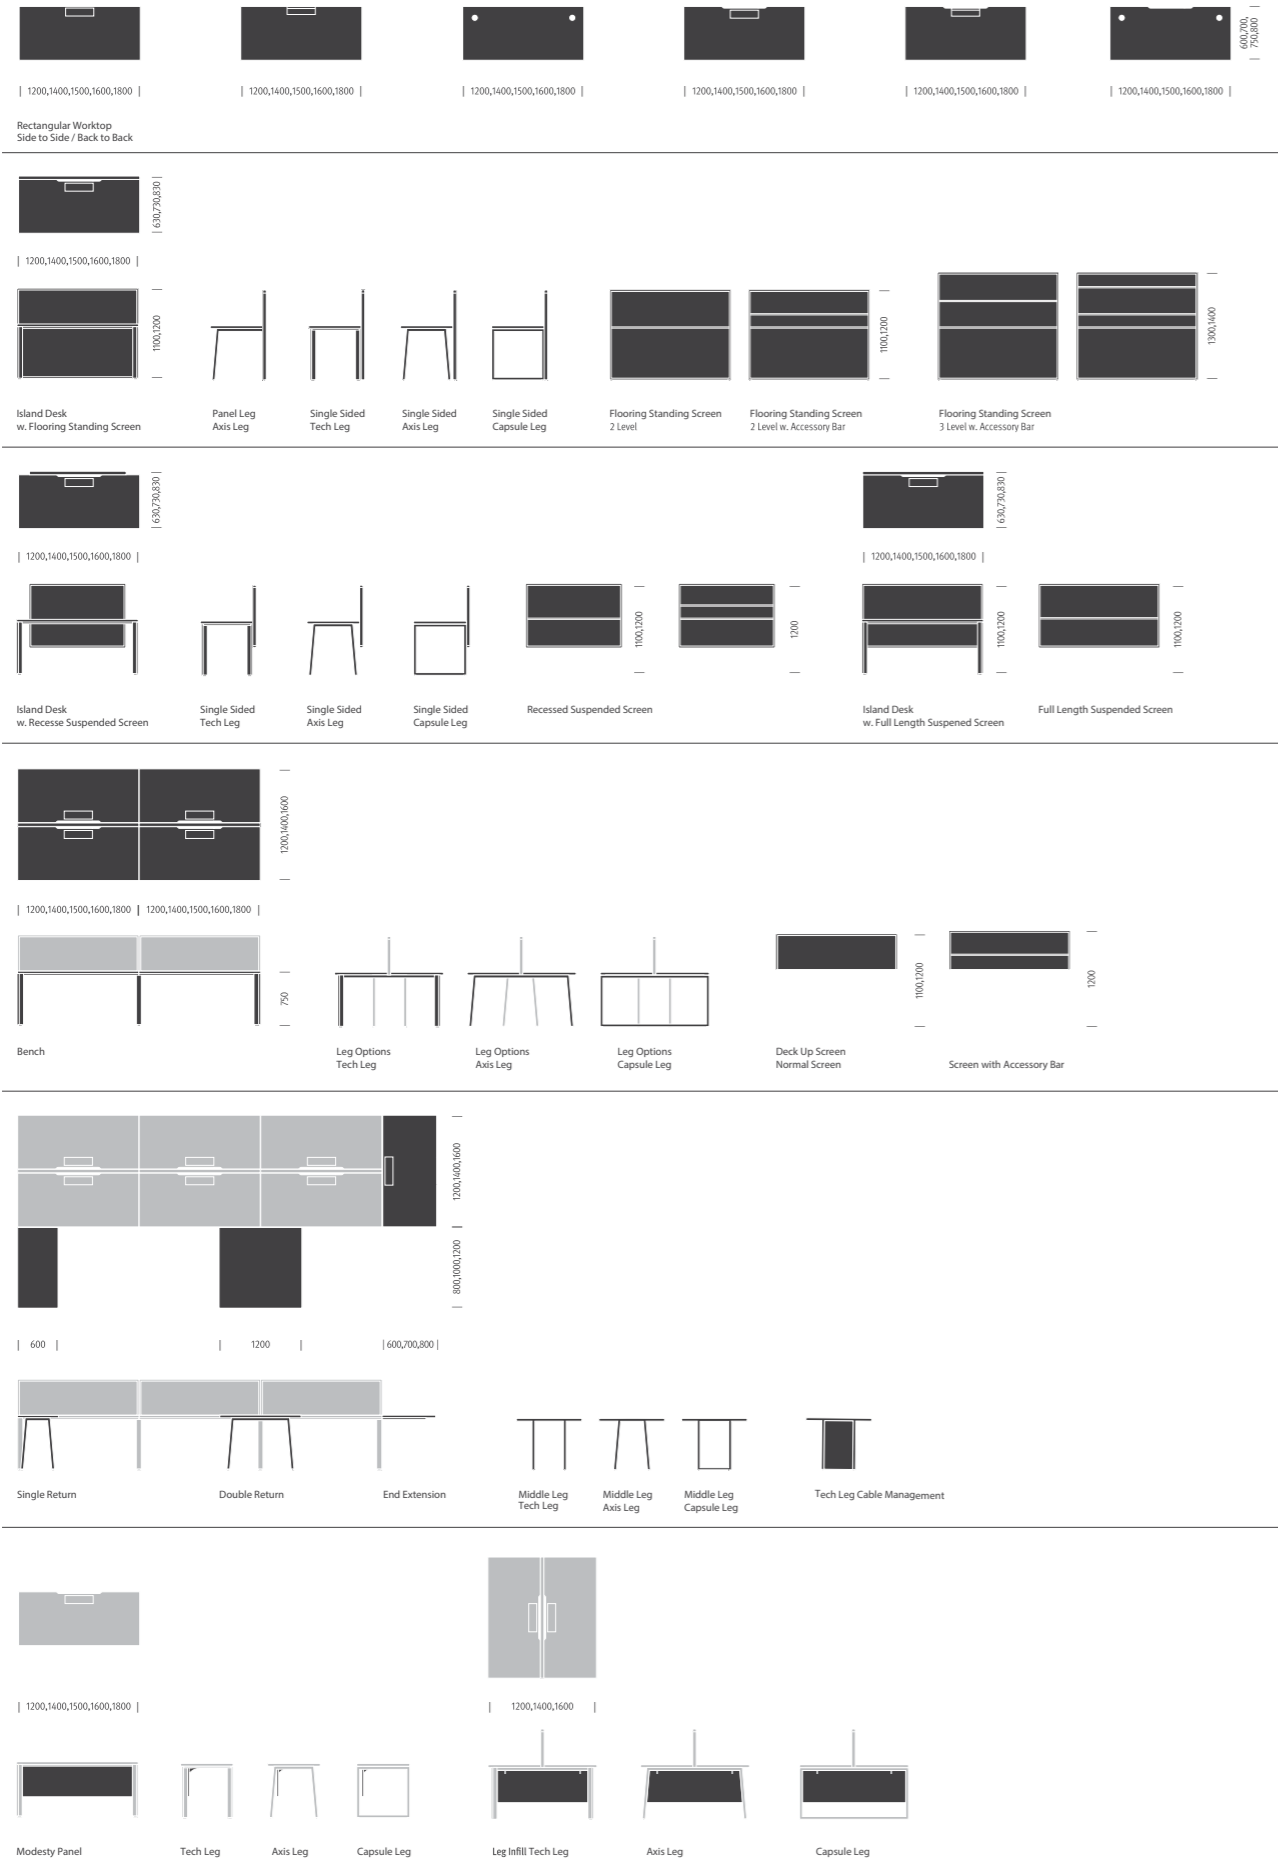 600,700,
750,800
| 1200,1400,1500,1600,1800 | | 1200,1400,1500,1600,1800 | | 1200,1400,1500,1600,1800 | | 1200,1400,1500,1600,1800 | | 1200,1400,1500,1600,1800 | | 1200,1400,1500,1600,1800 |
Rectangular Worktop
Side to Side / Back to Back
630,730,830
| 1200,1400,1500,1600,1800 |
1100,1200
1100,1200
1300,1400
Island Desk
w. Flooring Standing Screen
Panel Leg
Axis Leg
Single Sided
Tech Leg
Single Sided
Axis Leg
Single Sided
Capsule Leg
Flooring Standing Screen
2 Level
Flooring Standing Screen
2 Level w. Accessory Bar
Flooring Standing Screen
3 Level w. Accessory Bar
630,730,830
630,730,830
| 1200,1400,1500,1600,1800 |
| 1200,1400,1500,1600,1800 |
1100,1200
1200
1100,1200
1100,1200
Island Desk
w. Recesse Suspended Screen
Single Sided
Tech Leg
Single Sided
Axis Leg
Single Sided
Capsule Leg
Recessed Suspended Screen
Island Desk
w. Full Length Suspened Screen
Full Length Suspended Screen
1200,1400,1600
| 1200,1400,1500,1600,1800 | 1200,1400,1500,1600,1800 |
750
1100,1200
1200
Bench
Leg Options
Tech Leg
Leg Options
Axis Leg
Leg Options
Capsule Leg
Deck Up Screen
Normal Screen
Screen with Accessory Bar
1200,1400,1600
800,1000,1200
| 600 |
| 1200 |
| 600,700,800 |
Single Return
Double Return
End Extension
Middle Leg
Tech Leg
Middle Leg
Axis Leg
Middle Leg
Capsule Leg
Tech Leg Cable Management
| 1200,1400,1500,1600,1800 |
| 1200,1400,1600 |
Modesty Panel
Tech Leg
Axis Leg
Capsule Leg
Leg Infill Tech Leg
Axis Leg
Capsule Leg